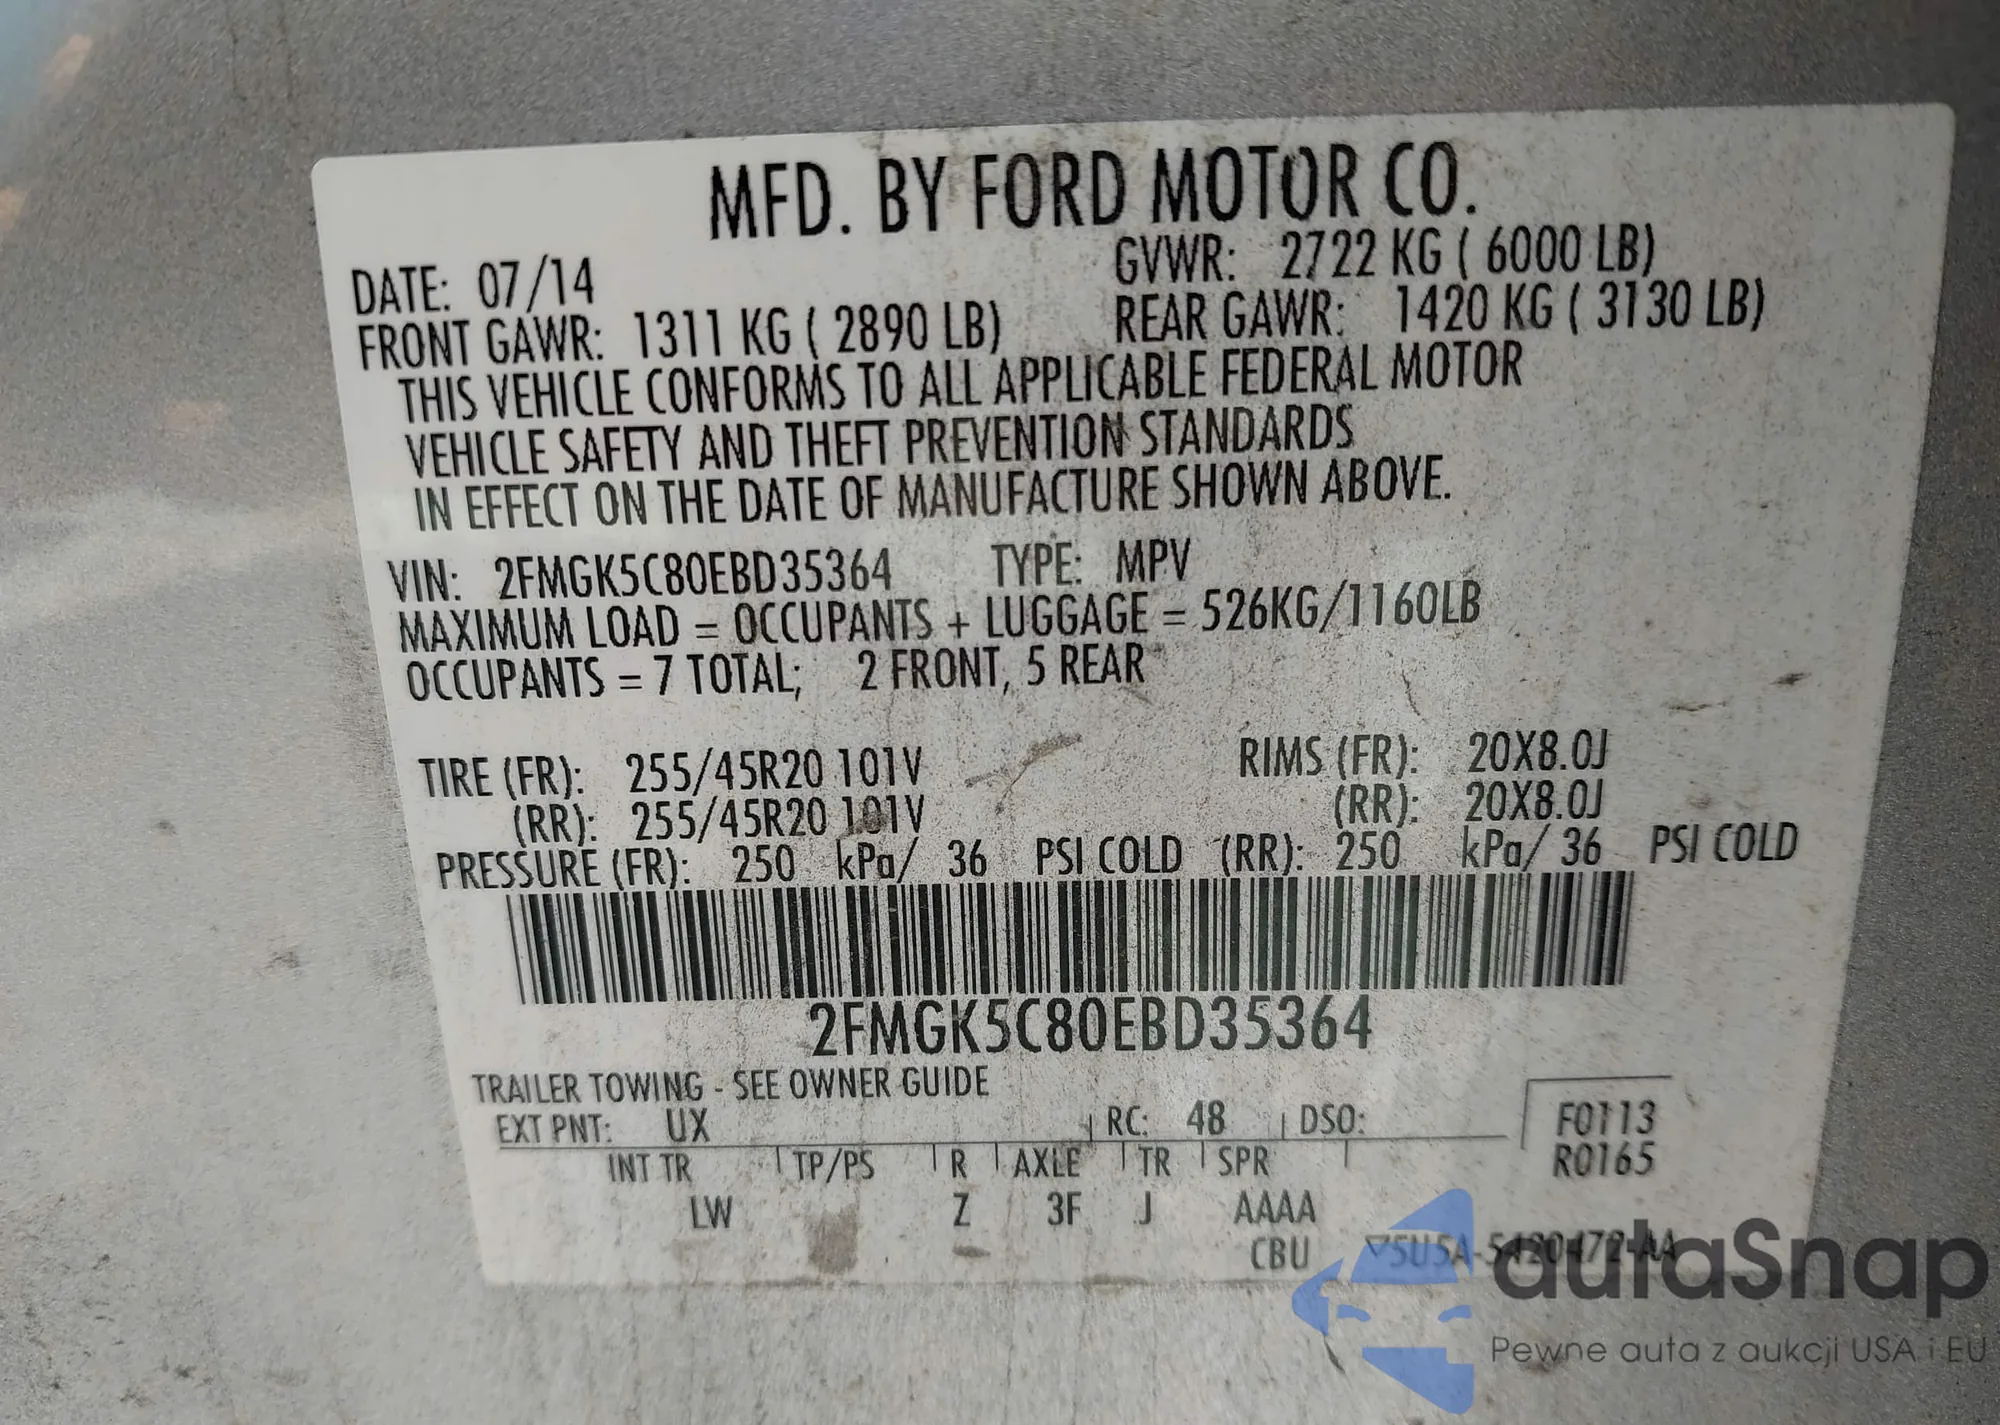 MFD. BY FORD MOTOR CO.
DATE: 07/14 GVWR: 2722 KG ( 6000 LB)
FRONT GAWR: 1311 KG ( 2890 LB) REAR GAWR: 1420 KG ( 3130 LB)
THIS VEHICLE CONFORMS TO ALL APPLICABLE FEDERAL MOTOR
VEHICLE SAFETY AND THEFT PREVENTION STANDARDS
IN EFFECT ON THE DATE OF MANUFACTURE SHOWN ABOVE.
VIN: 2FMGK5C80EBD35364 TYPE: MPV
MAXIMUM LOAD = OCCUPANTS + LUGGAGE = 526KG/1160LB
OCCUPANTS = 7 TOTAL; 2 FRONT, 5 REAR
TIRE (FR): 255/45R20 101V RIMS (FR): 20X8.0J
(RR): 255/45R20 101V (RR): 20X8.0J
PRESSURE (FR): 250 kPa/ 36 PSI COLD (RR): 250 kPa/ 36 PSI COLD
2FMGK5C80EBD35364
TRAILER TOWING - SEE OWNER GUIDE
EXT PNT: UX RC: 48 DSO: F0113
INT TR TP/PS R AXLE TR SPR R0165
LW Z 3F J AAAA
CBU 5U5A-5420472-AA
autaSnap
Pewne auta z aukcji USA i EU